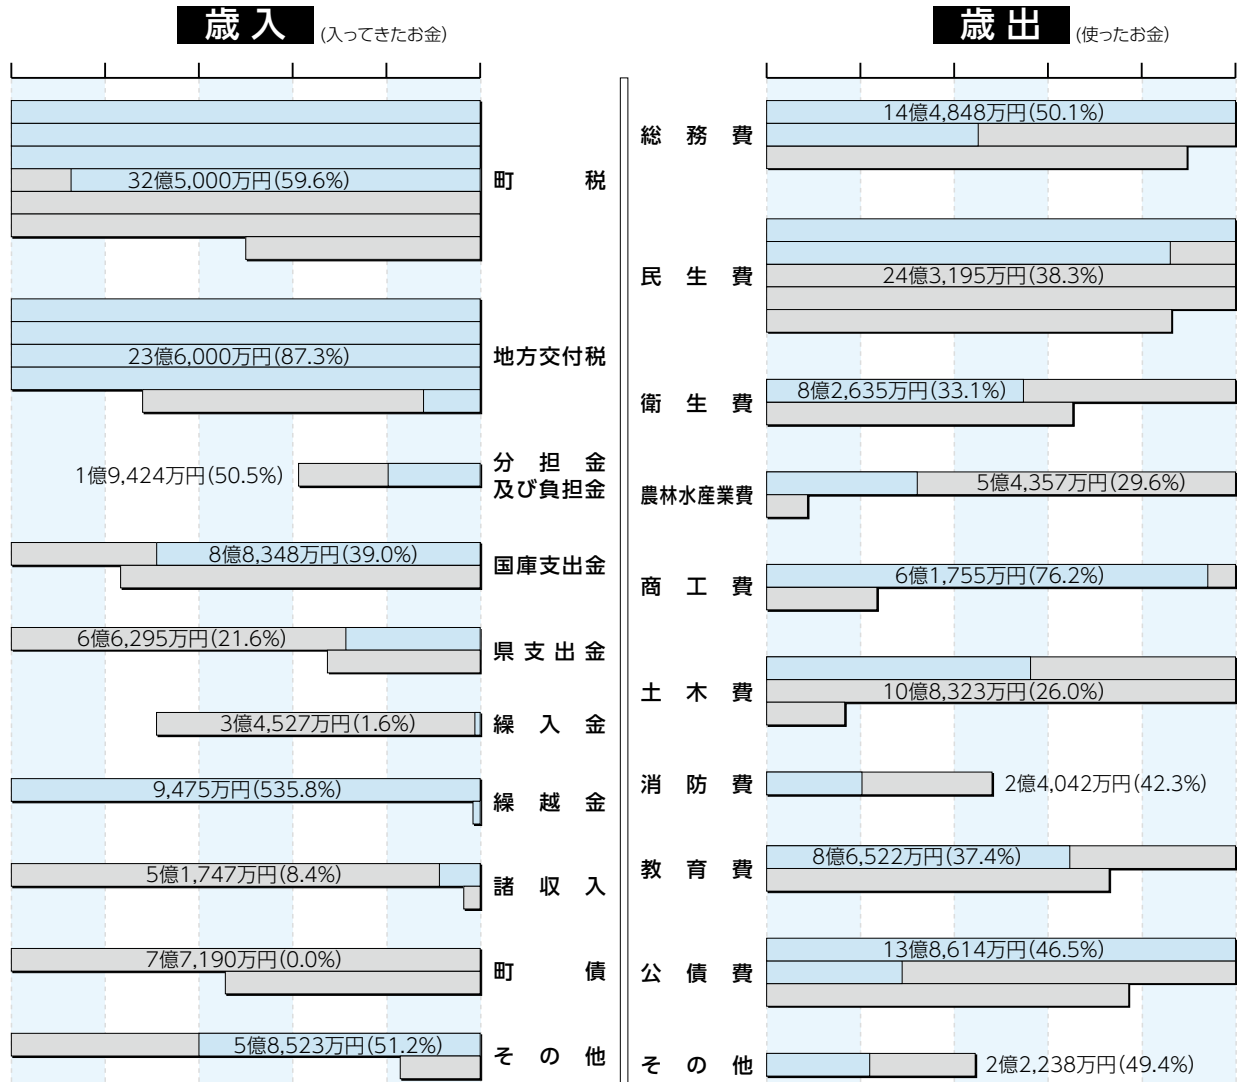 歳入 (入ってきたお金)
32億5,000万円(59.6%) 町税
23億6,000万円(87.3%) 地方交付税
1億9,424万円(50.5%) 分担金
及び負担金
8億8,348万円(39.0%) 国庫支出金
6億6,295万円(21.6%) 県支出金
3億4,527万円(1.6%) 繰入金
9,475万円(535.8%) 繰越金
5億1,747万円(8.4%) 諸収入
7億7,190万円(0.0%) 町債
5億8,523万円(51.2%) その他
歳出 (使ったお金)
総務費 14億4,848万円(50.1%)
民生費 24億3,195万円(38.3%)
衛生費 8億2,635万円(33.1%)
農林水産業費 5億4,357万円(29.6%)
商工費 6億1,755万円(76.2%)
土木費 10億8,323万円(26.0%)
消防費 2億4,042万円(42.3%)
教育費 8億6,522万円(37.4%)
公債費 13億8,614万円(46.5%)
その他 2億2,238万円(49.4%)